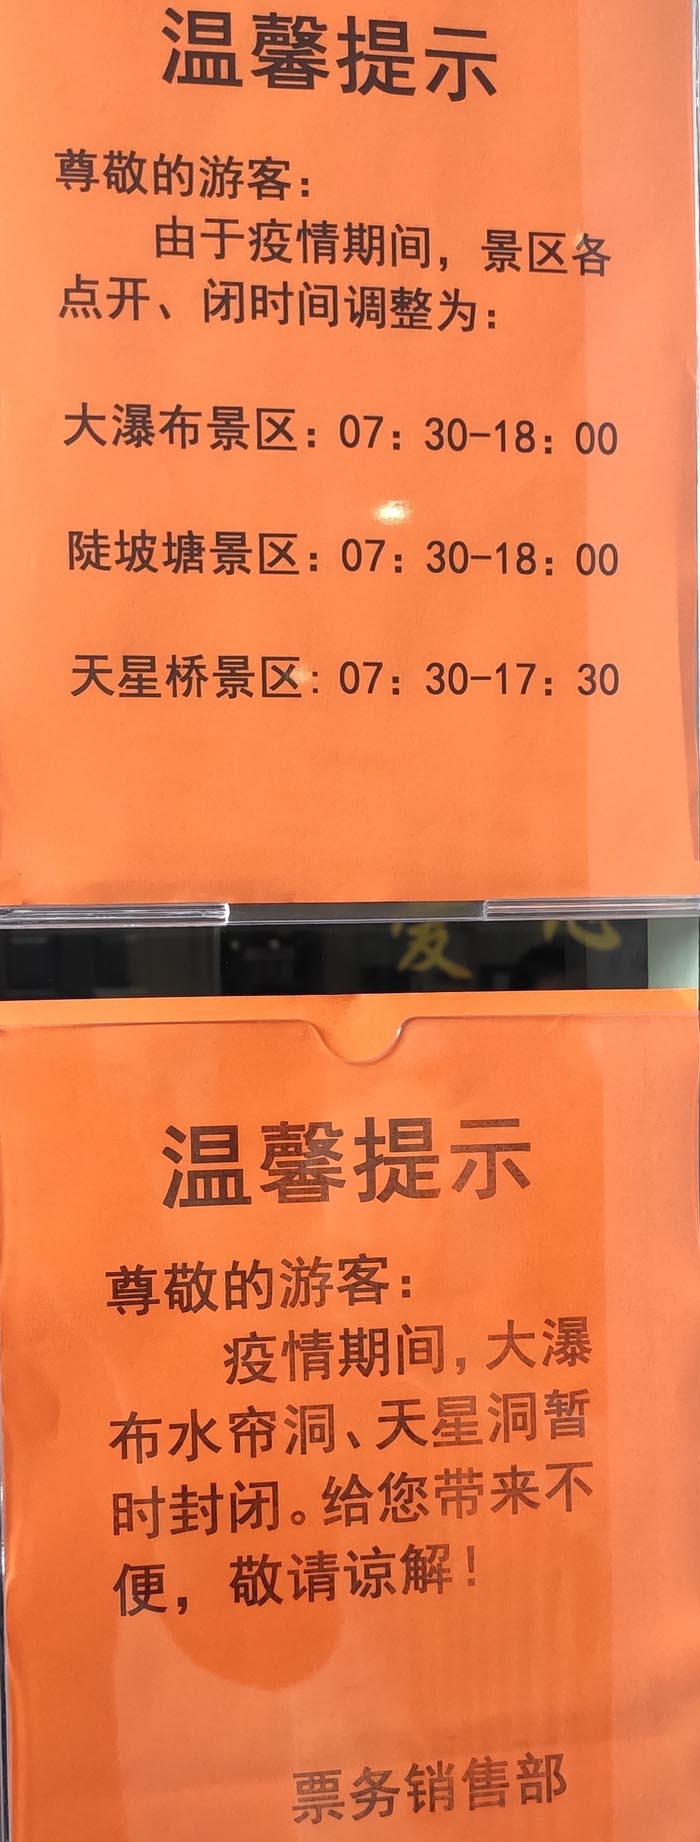 温馨提示
尊敬的游客：
由于疫情期间，景区各
点开、闭时间调整为：
大瀑布景区：07：30-18：00
陡坡塘景区：07：30-18：00
天星桥景区：07：30-17：30
爱心
温馨提示
尊敬的游客：
疫情期间，大瀑
布水帘洞、天星洞暂
时封闭。给您带来不
便，敬请谅解！
票务销售部